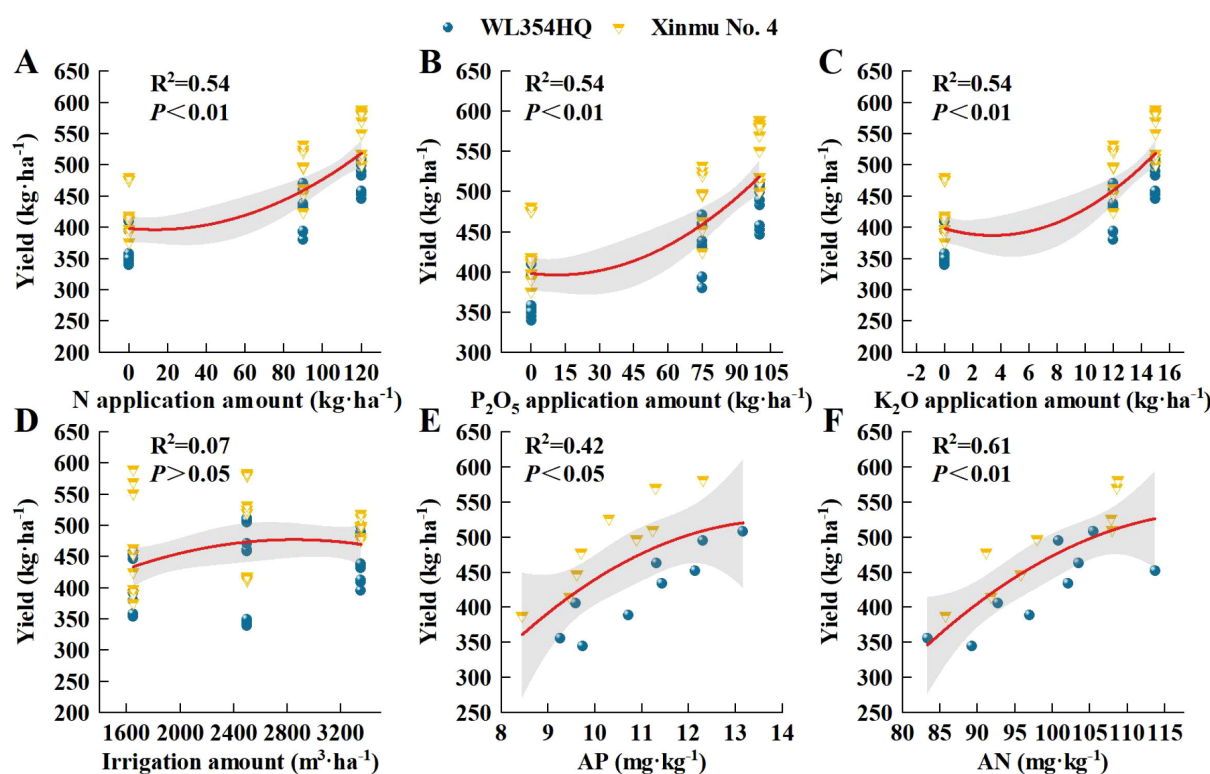 WL354HQ Xinmu No. 4
A
R²=0.54
P<0.01
Yield (kg·ha⁻¹)
650
600
550
500
450
400
350
300
250
200
0 20 40 60 80 100 120
N application amount (kg·ha⁻¹)
B
R²=0.54
P<0.01
Yield (kg·ha⁻¹)
650
600
550
500
450
400
350
300
0 15 30 45 60 75 90 105
P₂O₅ application amount (kg·ha⁻¹)
C
R²=0.54
P<0.01
Yield (kg·ha⁻¹)
650
600
550
500
450
400
350
300
250
200
-2 0 2 4 6 8 10 12 14 16
K₂O application amount (kg·ha⁻¹)
D
R²=0.07
P>0.05
Yield (kg·ha⁻¹)
650
600
550
500
450
400
350
300
250
200
1600 2000 2400 2800 3200
Irrigation amount (m³·ha⁻¹)
E
R²=0.42
P<0.05
Yield (kg·ha⁻¹)
650
600
550
500
450
400
350
300
250
8 9 10 11 12 13 14
AP (mg·kg⁻¹)
F
R²=0.61
P<0.01
Yield (kg·ha⁻¹)
650
600
550
500
450
400
350
300
250
80 85 90 95 100 105 110 115
AN (mg·kg⁻¹)